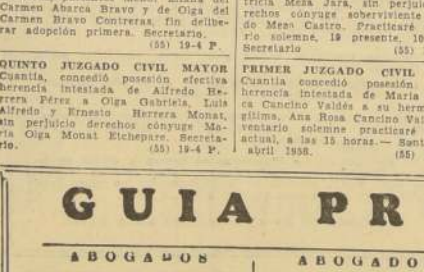 Carmen Abarca Bravo y de Olga del
Carmen Bravo Contreras, fin delibe-
rar adopción primera. Secretario.
(55) 19-4 P.
QUINTO JUZGADO CIVIL MAYOR
Cuantía, concedió posesión efectiva
herencia intestada de Alfredo He-
rrera Pérez a Olga Gabriela, Luis
Alfredo y Ernesto Herrera Monat,
sin perjuicio derechos cónyuge Ma-
ría Olga Monat Etchepare. Secreta-
rio.
(55) 19-4 P.
tricia Meza Jara, sin perjuic
rechos cónyuge sobreviviente
do Meza Castro. Practicaré
rio solemne, 19 presente, 10
Secretario
(55)
PRIMER JUZGADO CIVIL
Cuantía concedió posesión
herencia intestada de María
ca Cancino Valdés a su herm
gítima, Ana Rosa Cancino Val
ventario solemne practicaré
actual, a las 15 horas.— Sant
abril 1958.
(55)
GUIA PR
ABOGADOS
ABOGADO